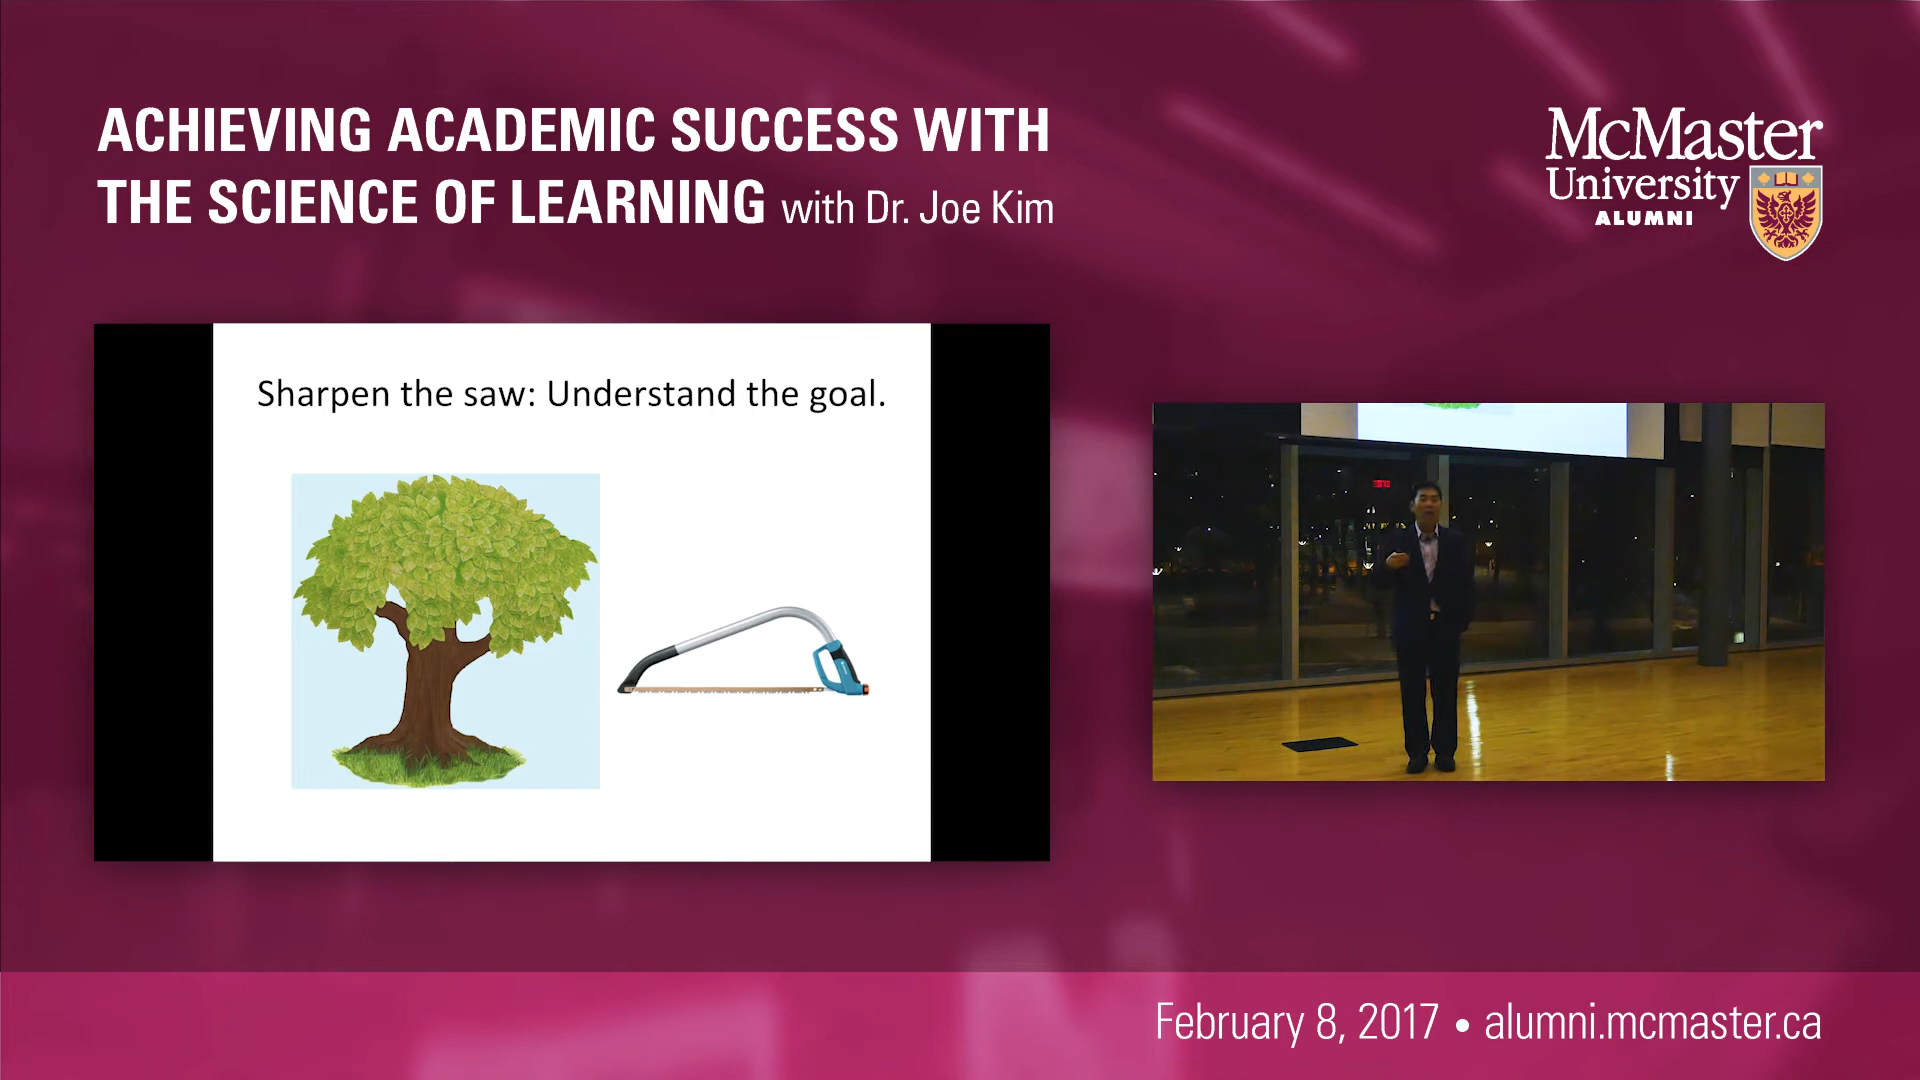 ACHIEVING ACADEMIC SUCCESS WITH
THE SCIENCE OF LEARNING with Dr. Joe Kim
McMaster
University
ALUMNI
Sharpen the saw: Understand the goal.
February 8, 2017 • alumni.mcmaster.ca